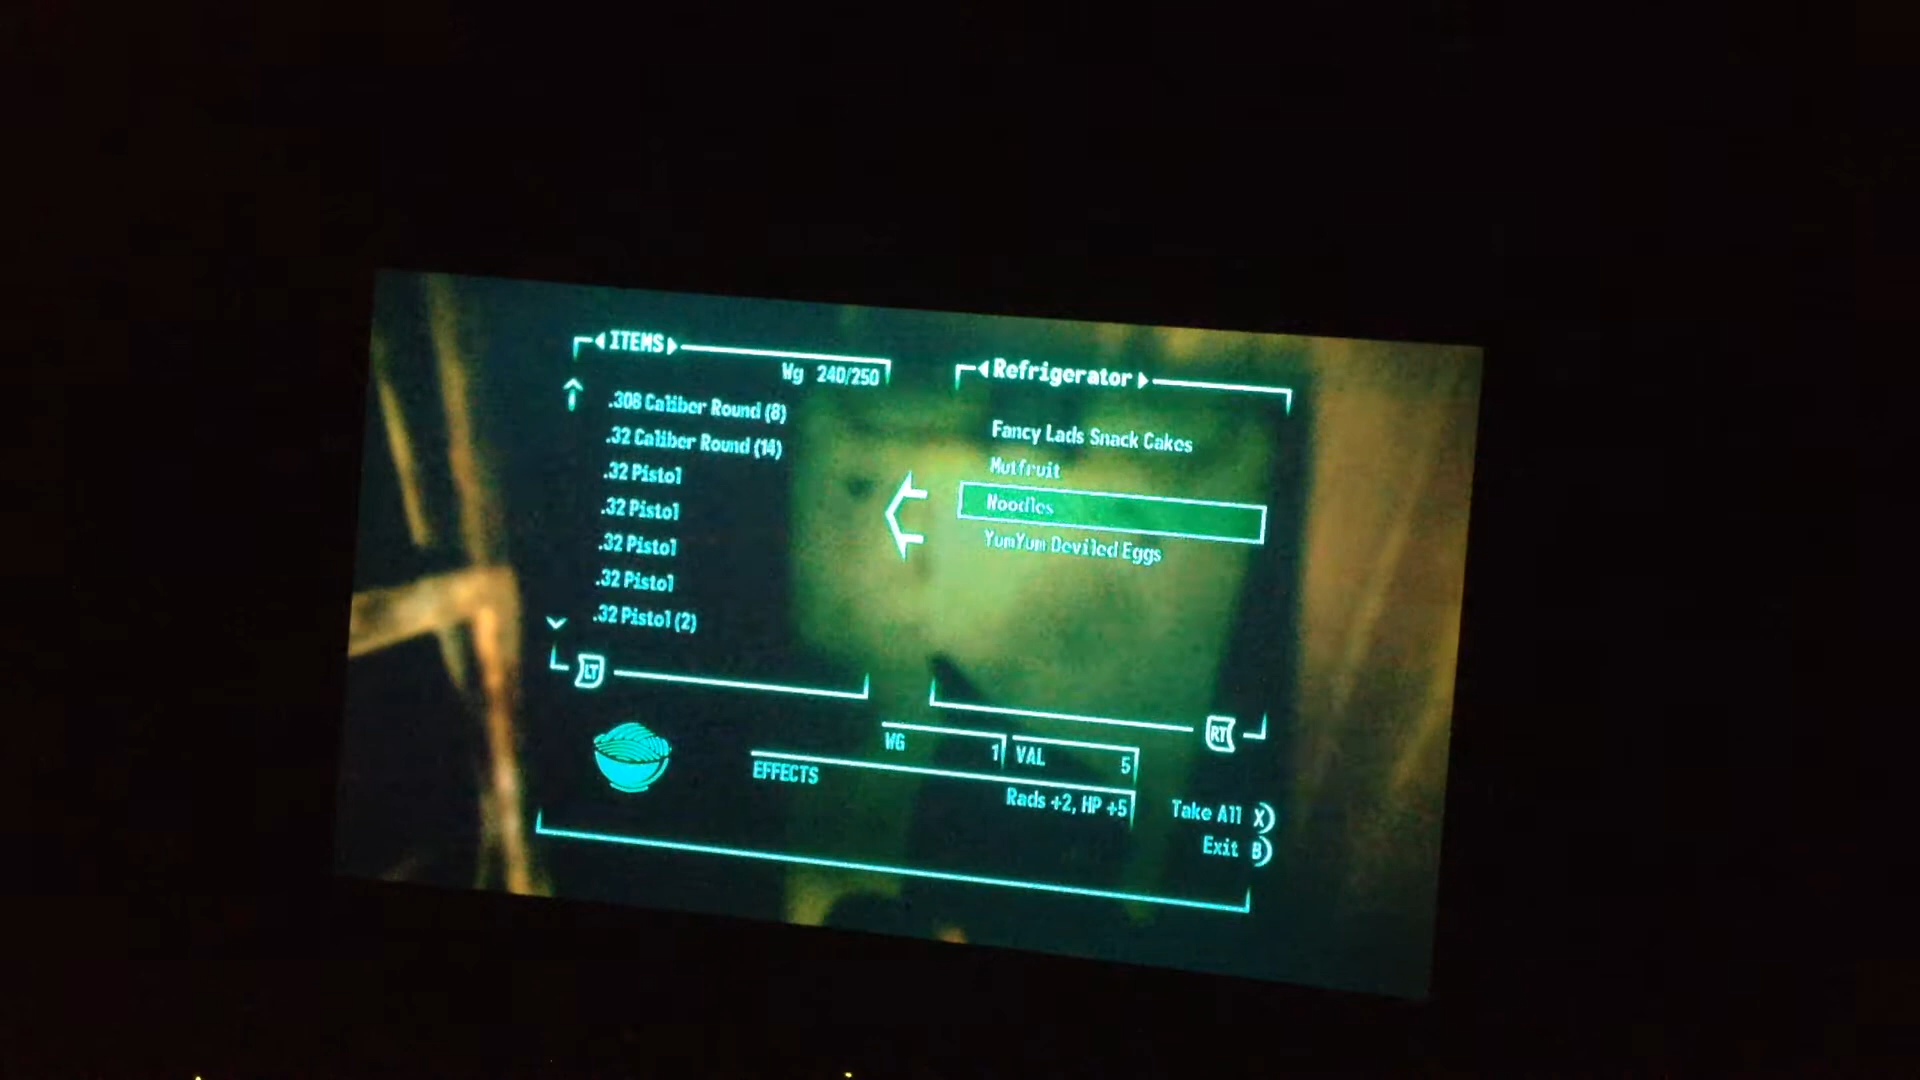 ITEMS
Wg 240/250
.308 Caliber Round (8)
.32 Caliber Round (14)
.32 Pistol
.32 Pistol
.32 Pistol
.32 Pistol
.32 Pistol (2)
LT
Refrigerator
Fancy Lads Snack Cakes
Mutfruit
Noodles
YumYum Deviled Eggs
RT
WG 1
VAL 5
EFFECTS
Rads +2, HP +5
Take All X)
Exit B)